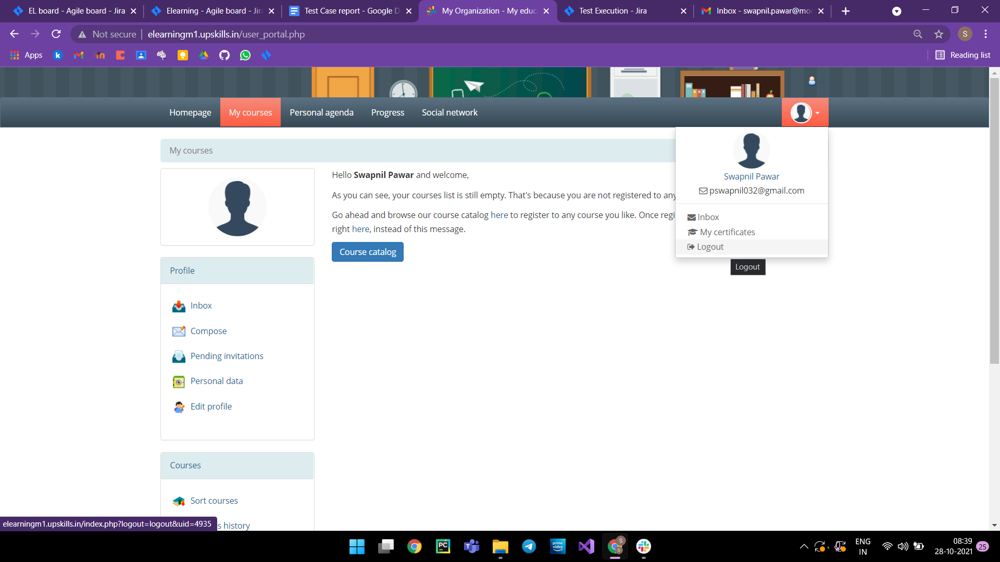 EL board - Agile board - Jira
Elearning - Agile board - Jira
Test Case report - Google D
My Organization - My educ
Test Execution - Jira
Inbox - swapnil.pawar@mo
Not secure | elearningm1.upskills.in/user_portal.php
S
Apps
Reading list
2
Homepage
My courses
Personal agenda
Progress
Social network
My courses
Swapnil Pawar
pswapnil032@gmail.com
Inbox
My certificates
Logout
Logout
Hello Swapnil Pawar and welcome,
As you can see, your courses list is still empty. That's because you are not registered to any
Go ahead and browse our course catalog here to register to any course you like. Once regi
right here, instead of this message.
Course catalog
Profile
Inbox
Compose
Pending invitations
Personal data
Edit profile
Courses
Sort courses
s history
elearningm1.upskills.in/index.php?logout=logout&uid=4935
PC
prime video
S
S
ENG
IN
08:39
28-10-2021
25